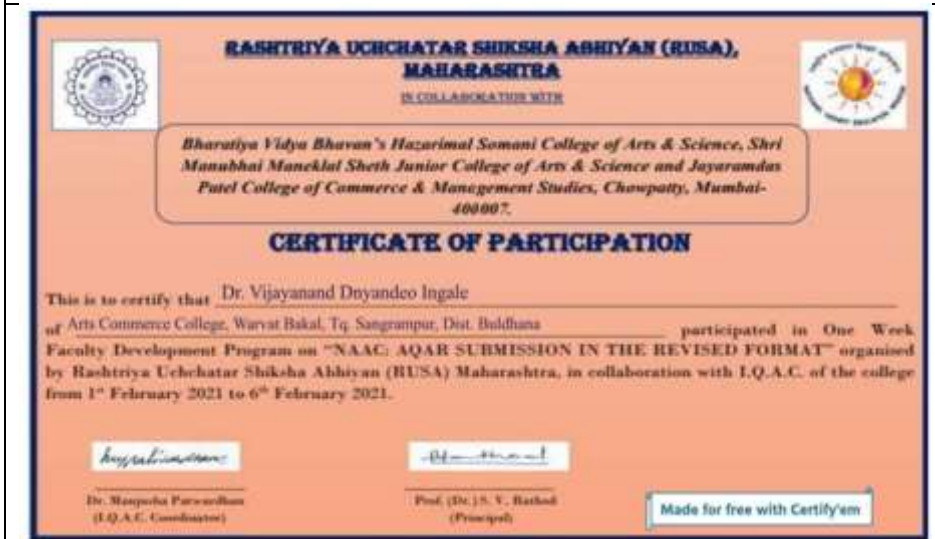 RASHTRIYA UCHCHATAR SHIKSHA ABHIYAN (RUSA),
MAHARASHTRA
IN COLLABORATION WITH
Bharatiya Vidya Bhavan's Hazarimal Somani College of Arts & Science, Shri
Manubhai Maneklal Sheth Junior College of Arts & Science and Jayaramdas
Patel College of Commerce & Management Studies, Chowpatty, Mumbai-
400007.
CERTIFICATE OF PARTICIPATION
This is to certify that Dr. Vijayanand Dnyandeo Ingale
of Arts Commerce College, Warvat Bakal, Tq. Sangrampur, Dist. Buldhana participated in One Week
Faculty Development Program on "NAAC: AQAR SUBMISSION IN THE REVISED FORMAT" organised
by Rashtriya Uchchatar Shiksha Abhiyan (RUSA) Maharashtra, in collaboration with I.Q.A.C. of the college
from 1st February 2021 to 6th February 2021.
Dr. Patwardhan
(I.Q.A.C. Coordinator)
Prof. (Dr.) S. V. Rathod
(Principal)
Made for free with Certify'em